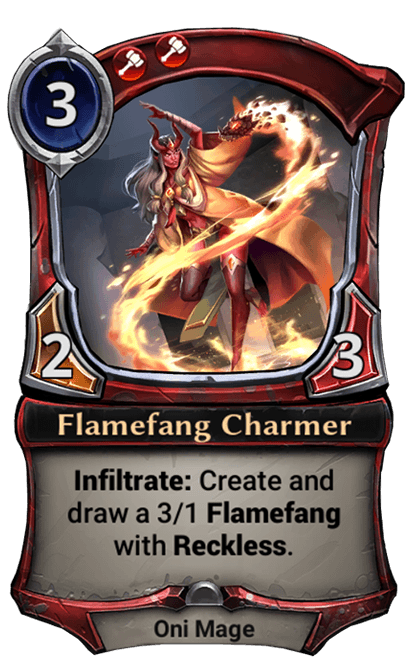 3
2
3
Flamefang Charmer
Infiltrate: Create and
draw a 3/1 Flamefang
with Reckless.
Oni Mage